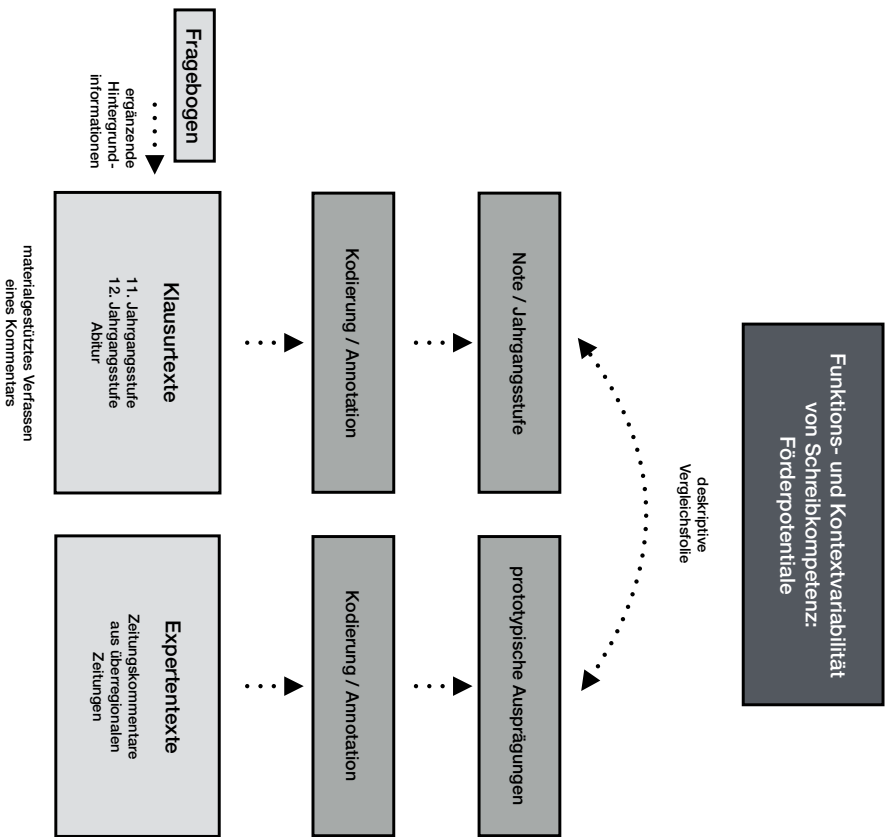 Funktions- und Kontextvariabilität
von Schreibkompetenz:
Förderpotentiale
deskriptive
Vergleichsfolie
Note / Jahrgangsstufe
prototypische Ausprägungen
Kodierung / Annotation
Kodierung / Annotation
Fragebogen
ergänzende
Hintergrund-
informationen
Klausurtexte
11. Jahrgangsstufe
12. Jahrgangsstufe
Abitur
Expertentexte
Zeitungskommentare
aus überregionalen
Zeitungen
materialgestütztes Verfassen
eines Kommentars